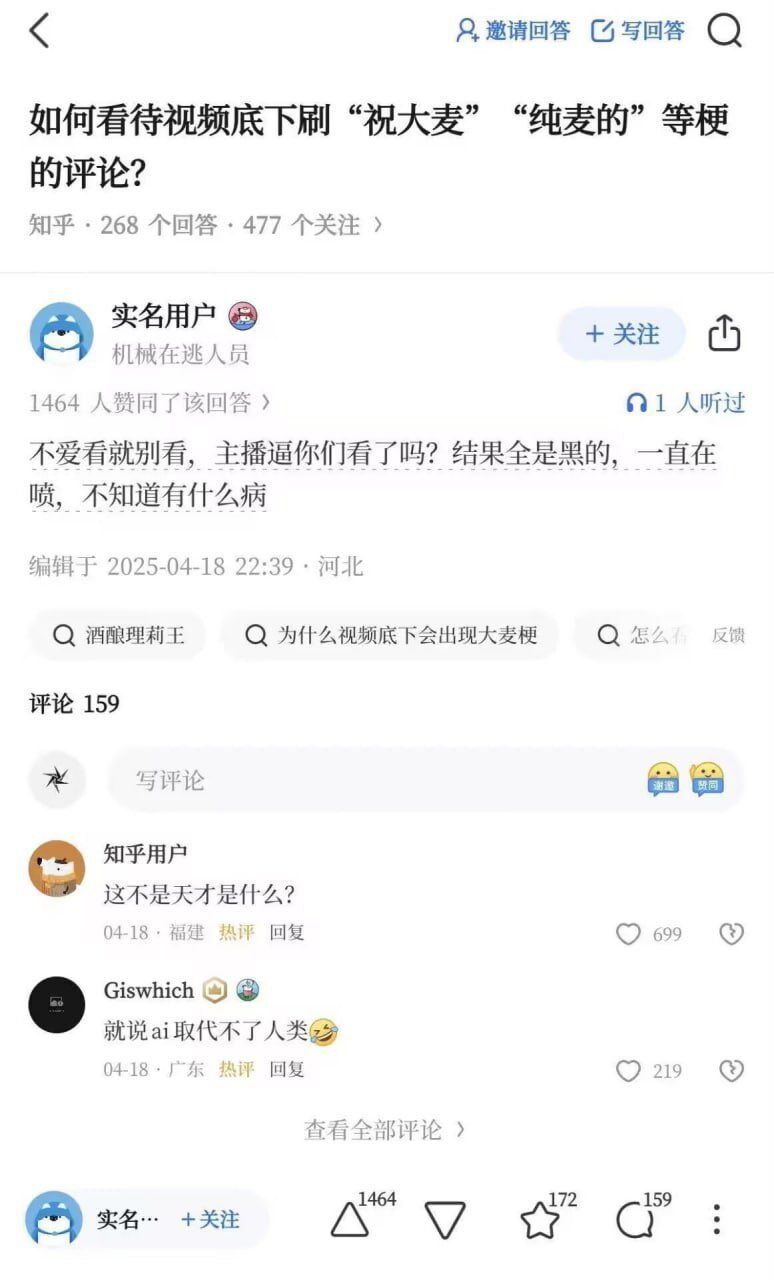 邀请回答 写回答
如何看待视频底下刷“祝大麦”“纯麦的”等梗
的评论？
知乎 · 268 个回答 · 477 个关注 >
实名用户
机械在逃人员
+ 关注
1464 人赞同了该回答 >
1 人听过
不爱看就别看，主播逼你们看了吗？结果全是黑的，一直在
喷，不知道有什么病
编辑于 2025-04-18 22:39 · 河北
酒酿理莉王 为什么视频底下会出现大麦梗 怎么看 反馈
评论 159
写评论
谢邀 赞同
知乎用户
这不是天才是什么？
04-18 · 福建 热评 回复 699
Giswhich
就说ai取代不了人类🤣
04-18 · 广东 热评 回复 219
查看全部评论 >
实名… +关注 1464 172 159